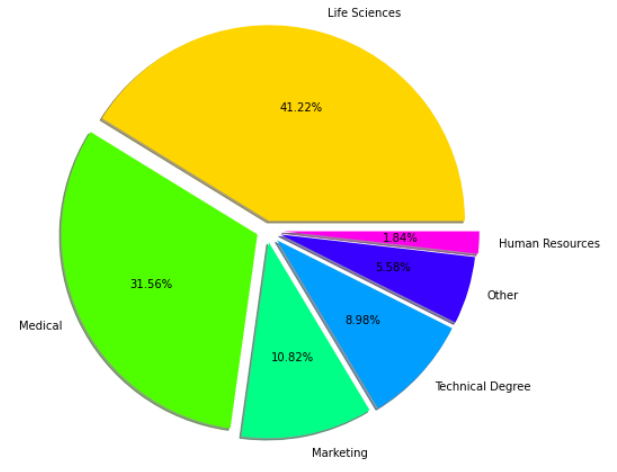 Life Sciences
41.22%
1.84%
Human Resources
5.58%
Other
31.56%
8.98%
Medical
10.82%
Technical Degree
Marketing